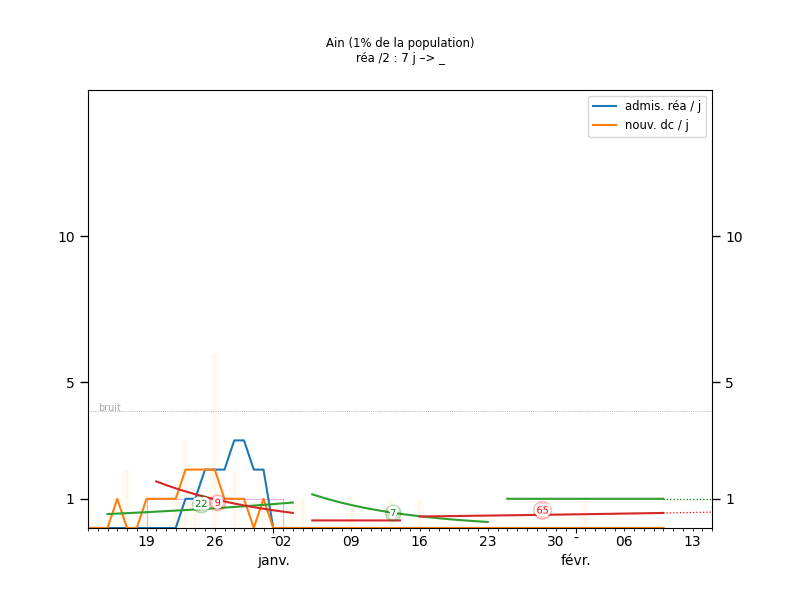 Ain (1% de la population)
réa /2 : 7 j –> _
admis. réa / j
nouv. dc / j
10 10
5 5
bruit
1 1
22 9 7 65
19 26 02 09 16 23 30 06 13
janv. févr.